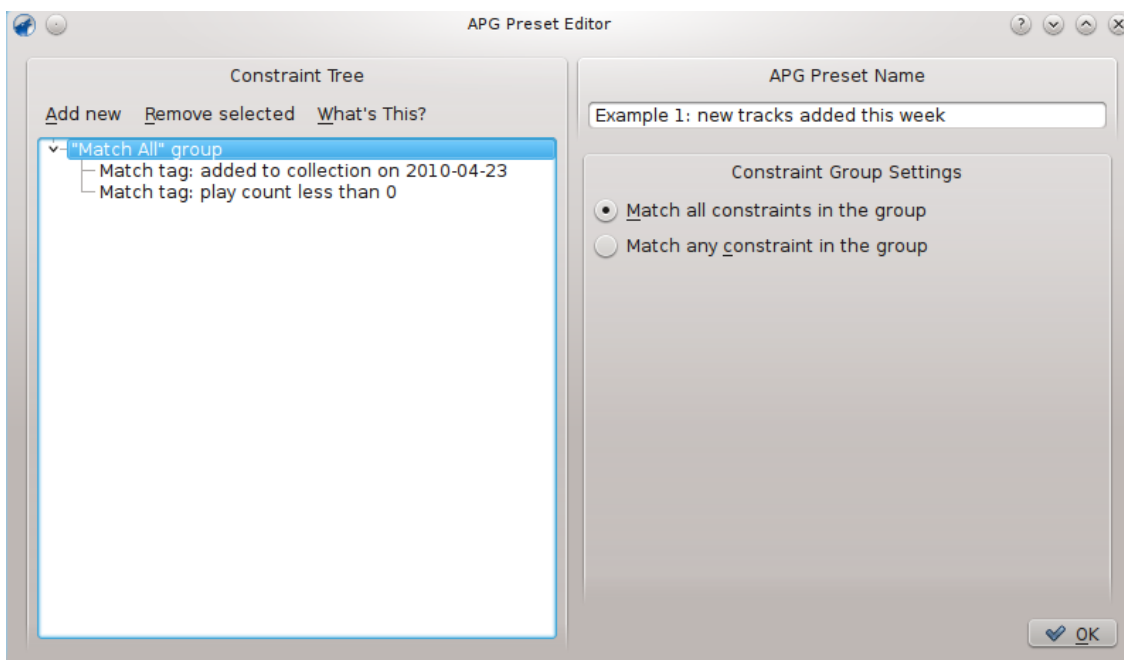 APG Preset Editor
Constraint Tree
Add new Remove selected What's This?
"Match All" group
Match tag: added to collection on 2010-04-23
Match tag: play count less than 0
APG Preset Name
Example 1: new tracks added this week
Constraint Group Settings
Match all constraints in the group
Match any constraint in the group
OK